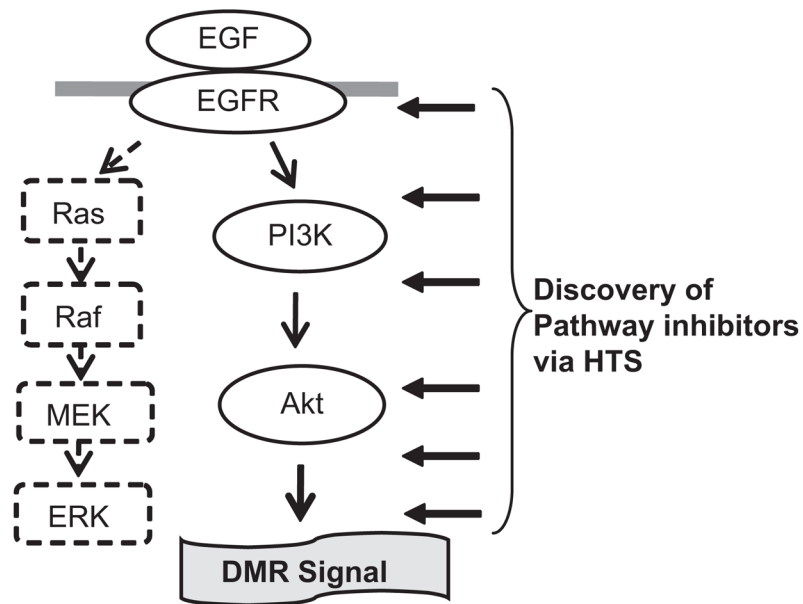 EGF
EGFR
Ras
PI3K
Raf
Discovery of
Pathway inhibitors
via HTS
MEK
Akt
ERK
DMR Signal